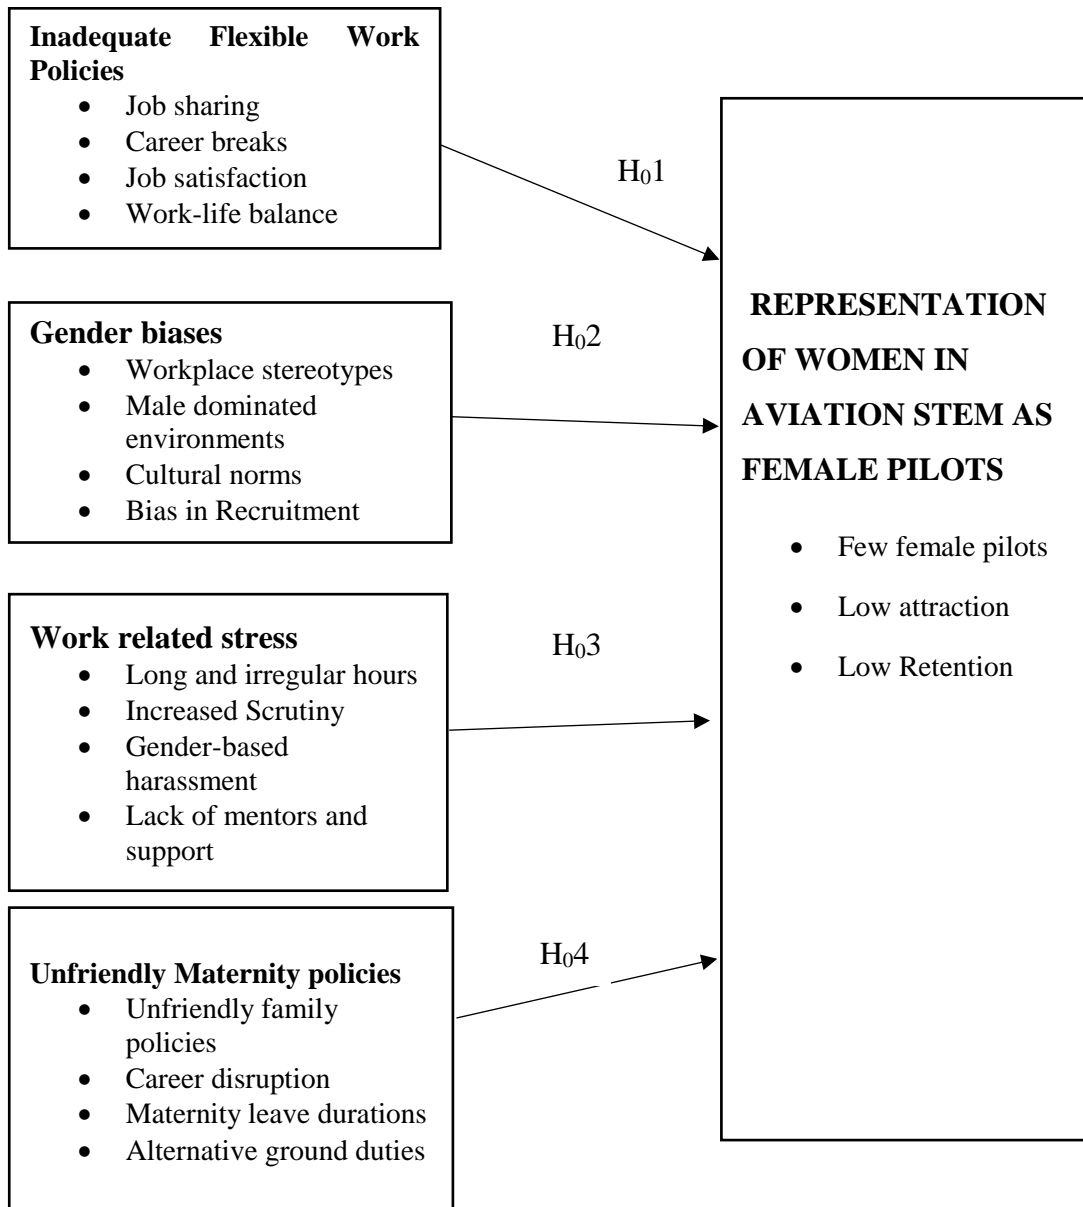 Inadequate Flexible Work
Policies
• Job sharing
• Career breaks
• Job satisfaction
• Work-life balance
H₀1
Gender biases
• Workplace stereotypes
• Male dominated
environments
• Cultural norms
• Bias in Recruitment
H₀2
Work related stress
• Long and irregular hours
• Increased Scrutiny
• Gender-based
harassment
• Lack of mentors and
support
H₀3
Unfriendly Maternity policies
• Unfriendly family
policies
• Career disruption
• Maternity leave durations
• Alternative ground duties
H₀4
REPRESENTATION
OF WOMEN IN
AVIATION STEM AS
FEMALE PILOTS
• Few female pilots
• Low attraction
• Low Retention